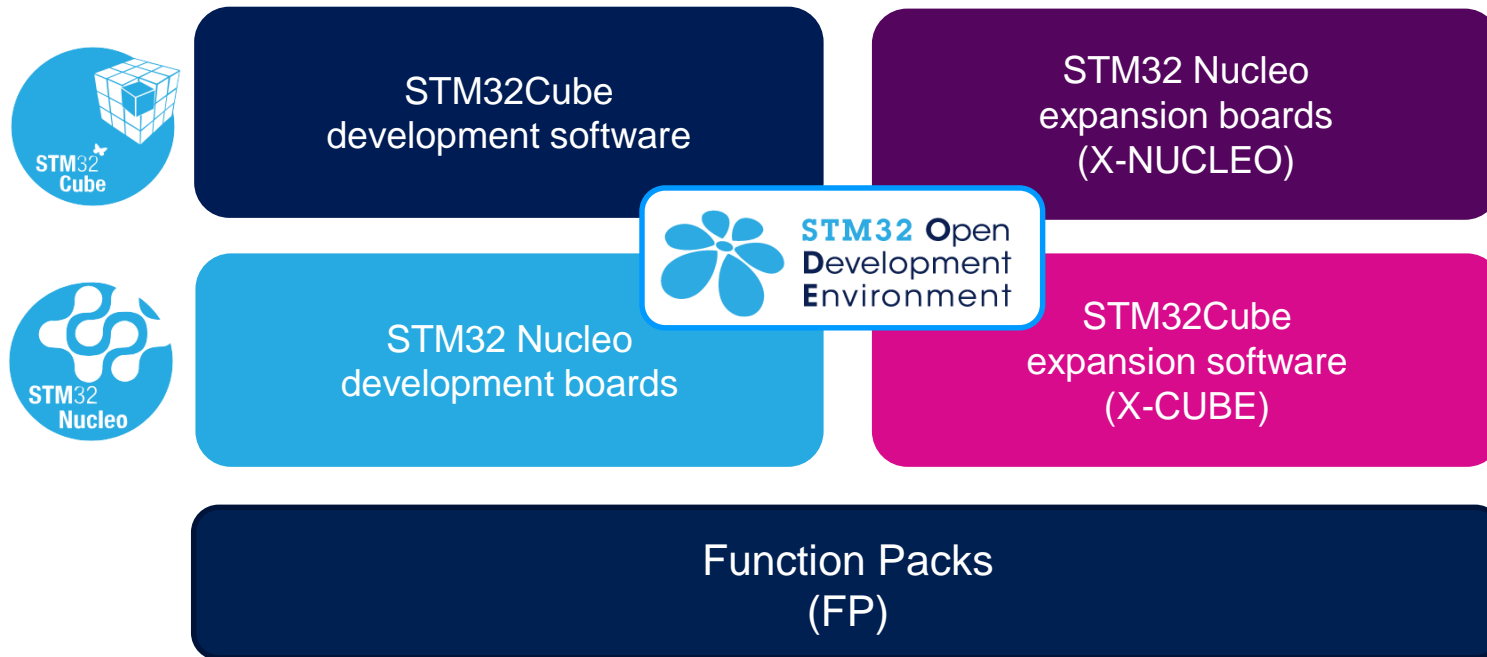 STM32
Cube
STM32Cube
development software
STM32 Nucleo
expansion boards
(X-NUCLEO)
STM32 Open
Development
Environment
STM32
Nucleo
STM32 Nucleo
development boards
STM32Cube
expansion software
(X-CUBE)
Function Packs
(FP)